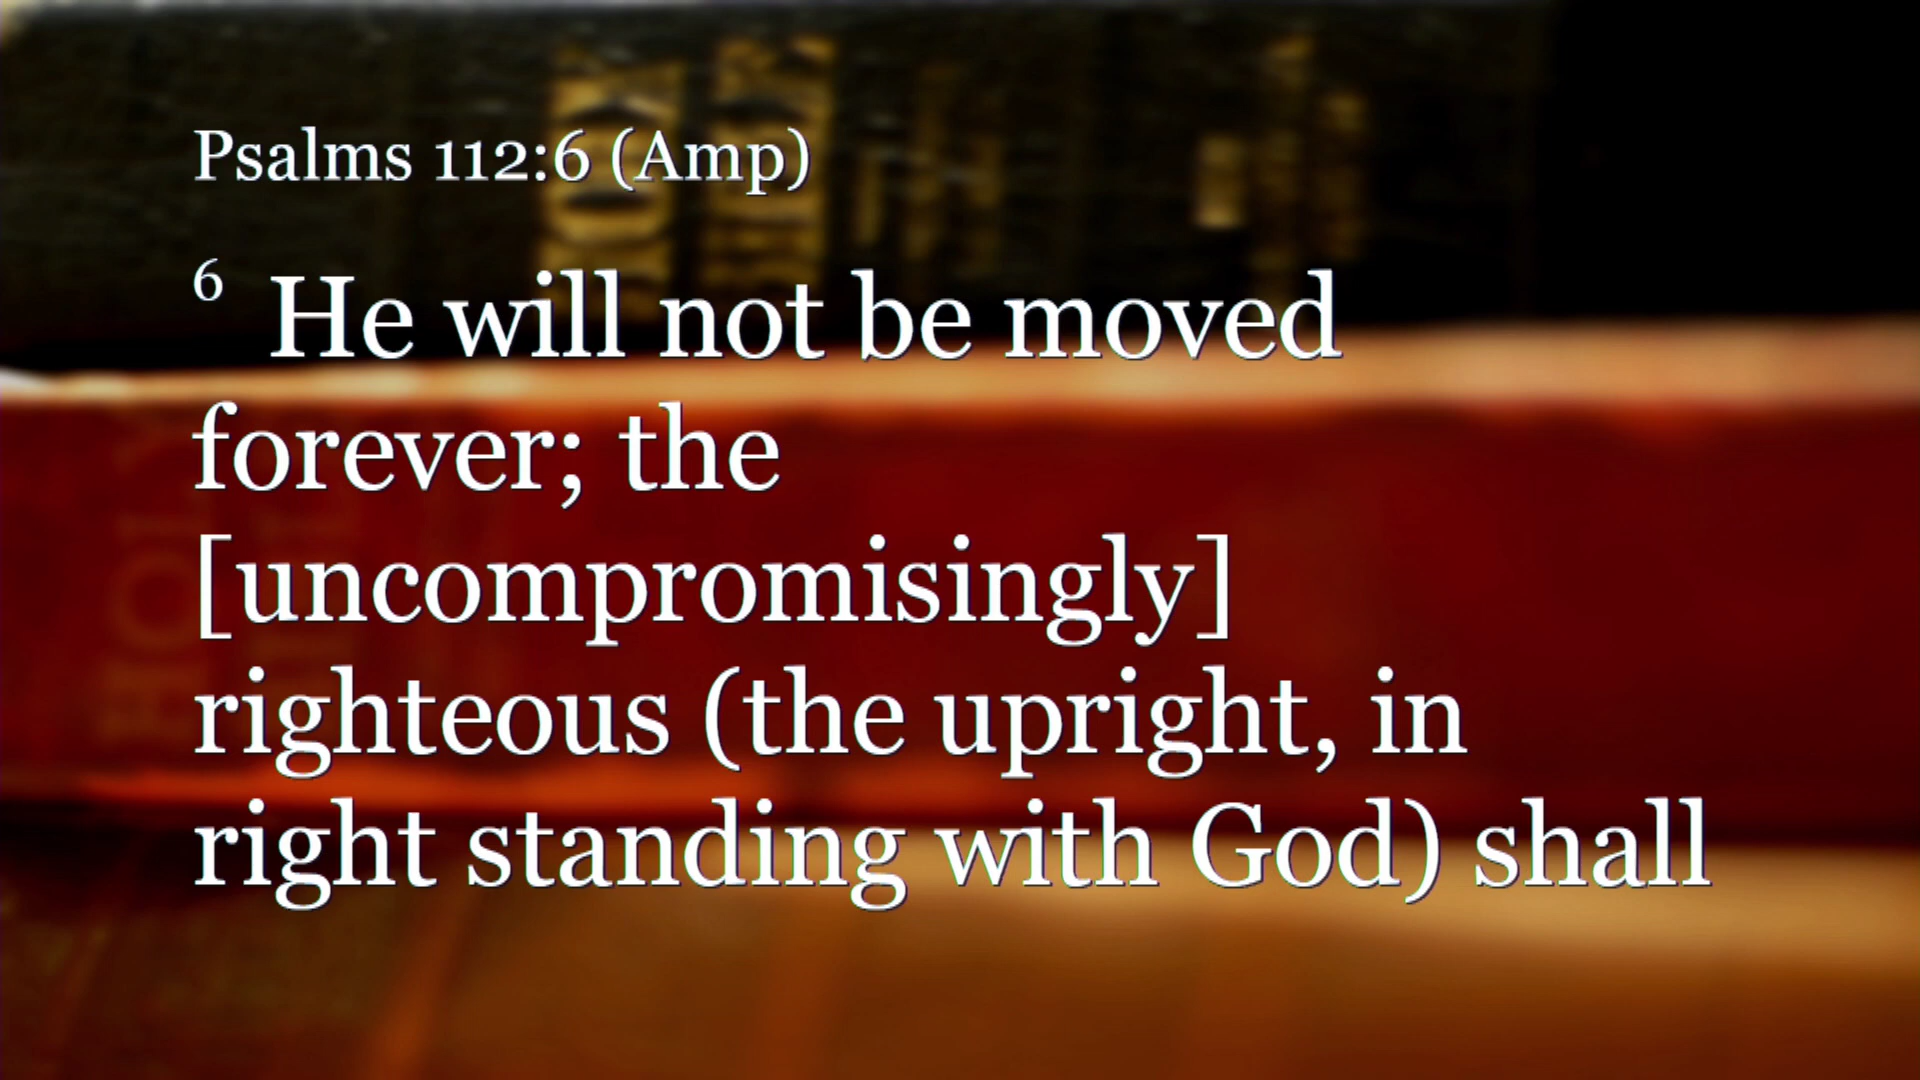 Psalms 112:6 (Amp)
6 He will not be moved
forever; the
[uncompromisingly]
righteous (the upright, in
right standing with God) shall
HOLY